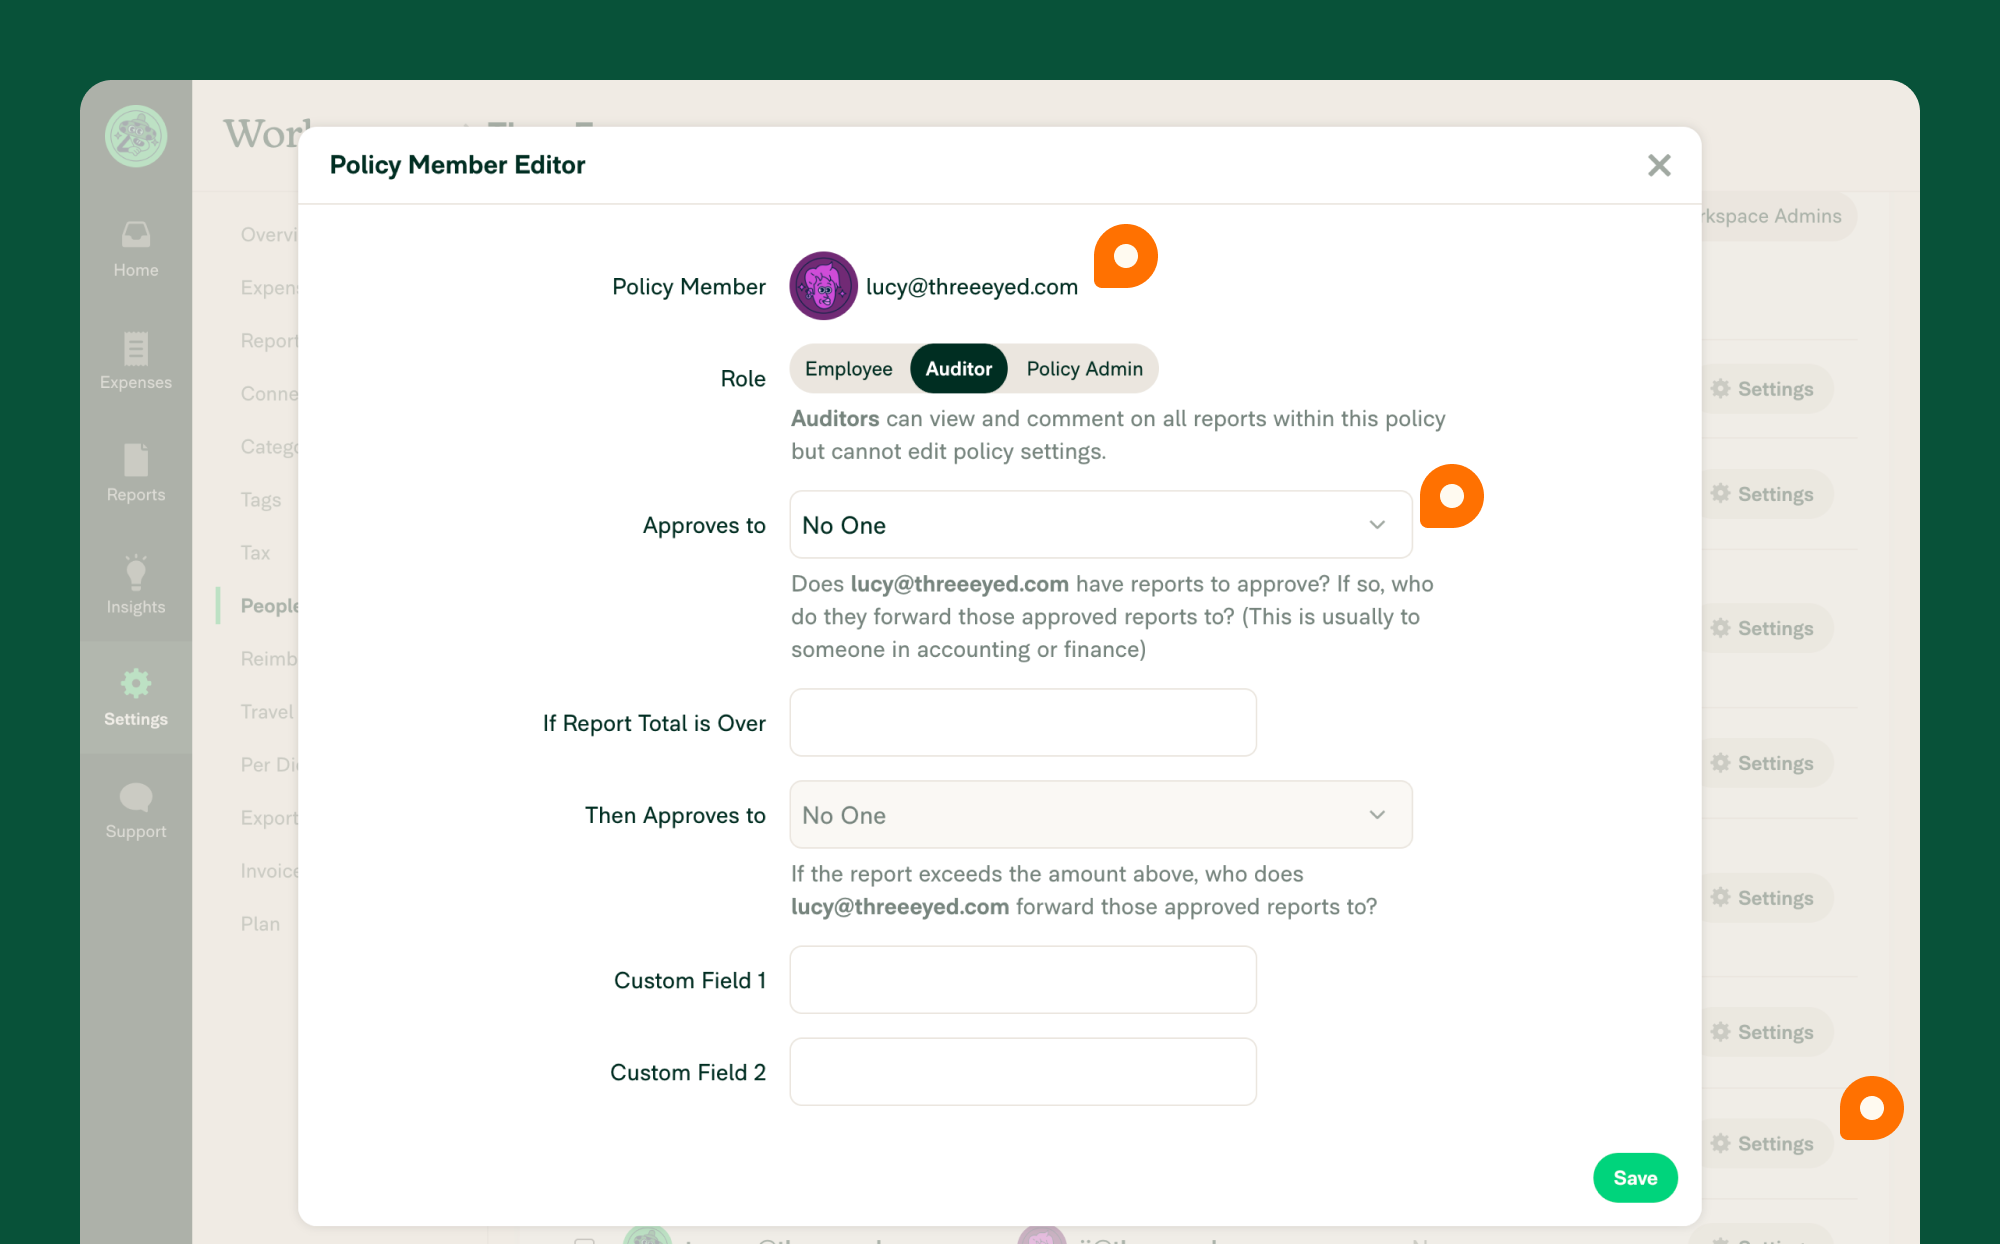 Policy Member Editor
Policy Member
lucy@threeeyed.com
Role
Employee
Auditor
Policy Admin
Auditors can view and comment on all reports within this policy
but cannot edit policy settings.
Approves to
No One
Does lucy@threeeyed.com have reports to approve? If so, who
do they forward those approved reports to? (This is usually to
someone in accounting or finance)
If Report Total is Over
Then Approves to
No One
If the report exceeds the amount above, who does
lucy@threeeyed.com forward those approved reports to?
Custom Field 1
Custom Field 2
Save
Home
Expenses
Reports
Insights
Settings
Support
Wor
Overvi
Expen
Report
Conne
Catego
Tags
Tax
People
Reimb
Travel
Per Die
Export
Invoice
Plan
rkspace Admins
Settings
Settings
Settings
Settings
Settings
Settings
Settings